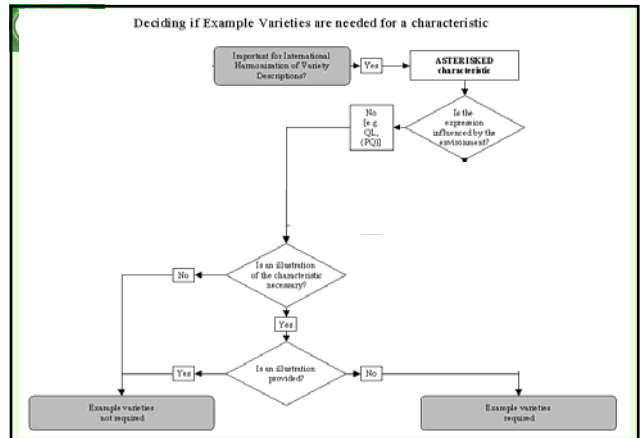 Deciding if Example Varieties are needed for a characteristic
Important for International
Harmonization of Variety
Descriptions?
Yes
ASTERISKED
characteristic
No
[e.g.
QL,
(PQ)]
Is the
expression
influenced by the
environment?
Is an illustration
of the characteristic
necessary?
No
Yes
Is an illustration
provided?
Yes
No
Example varieties
not required
Example varieties
required